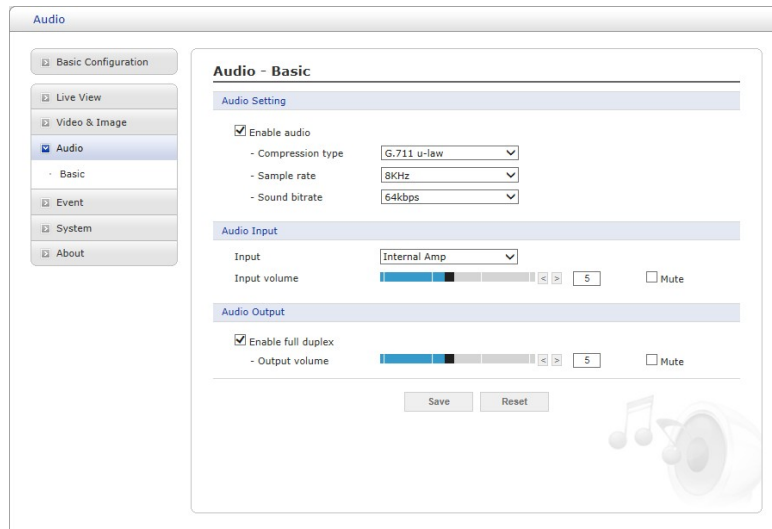 Audio
Basic Configuration
Live View
Video & Image
Audio
· Basic
Event
System
About
Audio - Basic
Audio Setting
Enable audio
- Compression type G.711 u-law
- Sample rate 8KHz
- Sound bitrate 64kbps
Audio Input
Input Internal Amp
Input volume < > 5 Mute
Audio Output
Enable full duplex
- Output volume < > 5 Mute
Save Reset